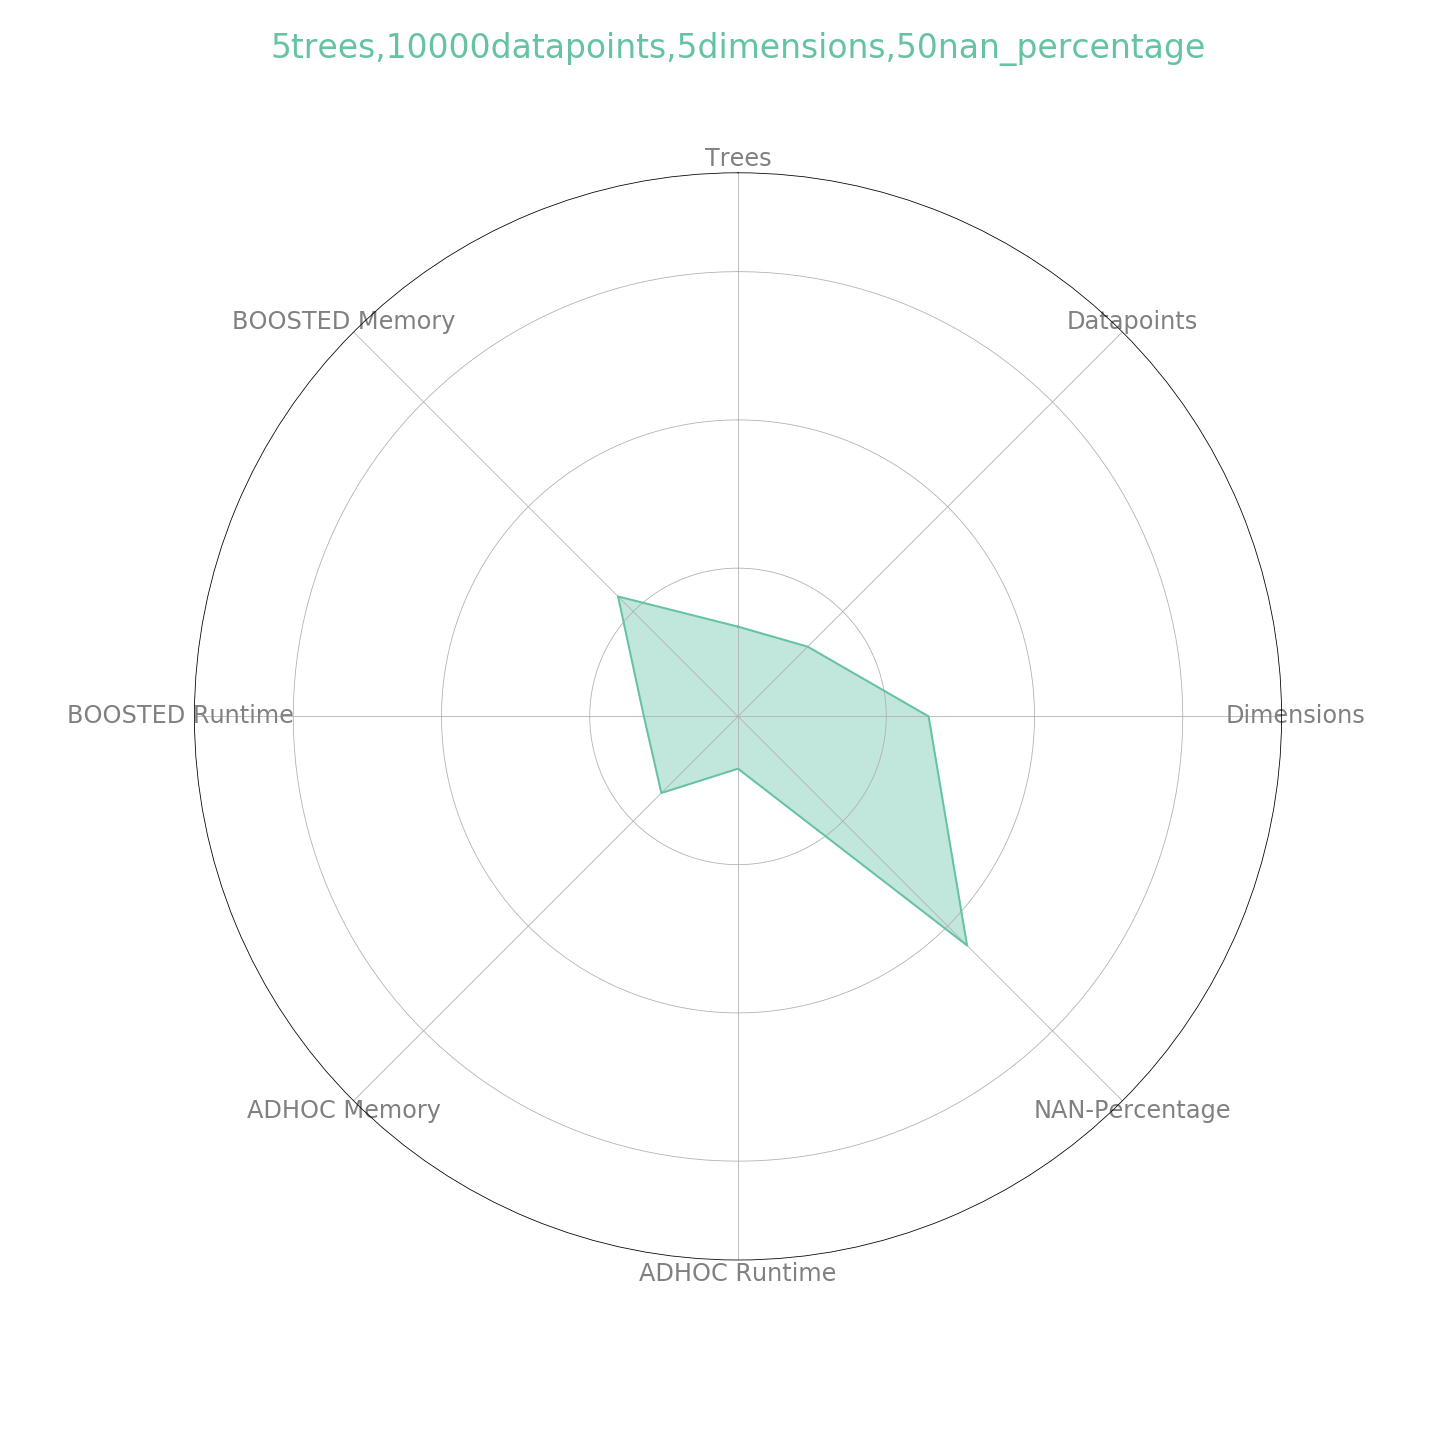 5trees,10000datapoints,5dimensions,50nan_percentage
Trees
BOOSTED Memory
Datapoints
BOOSTED Runtime
Dimensions
ADHOC Memory
NAN-Percentage
ADHOC Runtime